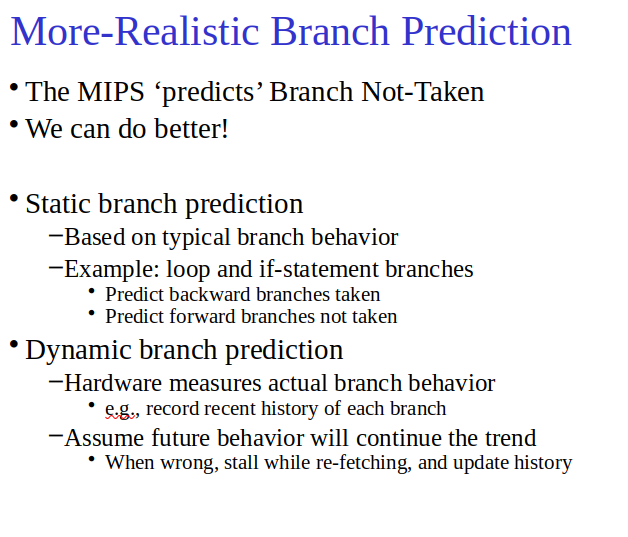 More-Realistic Branch Prediction
• The MIPS ‘predicts’ Branch Not-Taken
• We can do better!
• Static branch prediction
–Based on typical branch behavior
–Example: loop and if-statement branches
• Predict backward branches taken
• Predict forward branches not taken
• Dynamic branch prediction
–Hardware measures actual branch behavior
• e.g., record recent history of each branch
–Assume future behavior will continue the trend
• When wrong, stall while re-fetching, and update history